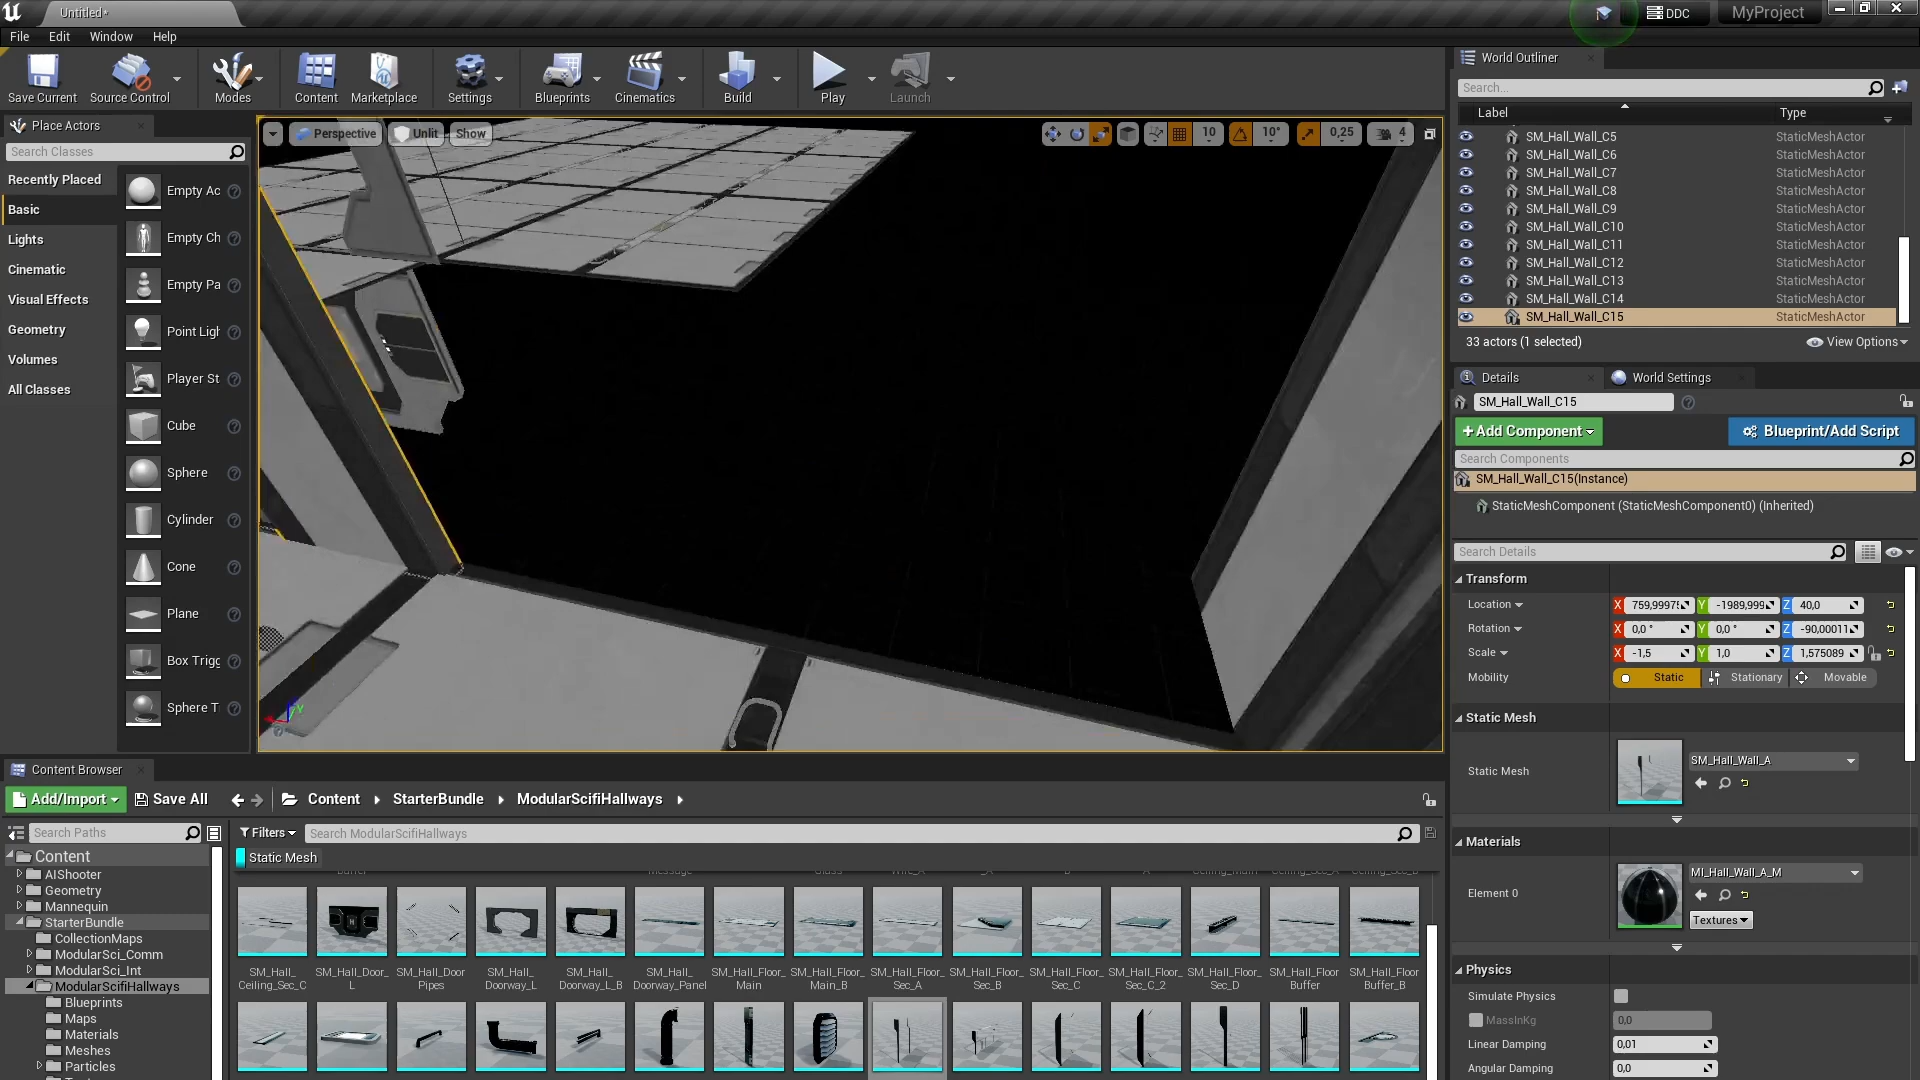 Untitled*
DDC
MyProject
File Edit Window Help
Save Current
Source Control
Modes
Content
Marketplace
Settings
Blueprints
Cinematics
Build
Play
Launch
Place Actors
Search Classes
Recently Placed
Basic
Lights
Cinematic
Visual Effects
Geometry
Volumes
All Classes
Empty Ac
Empty Ch
Empty Pa
Point Ligh
Player St
Cube
Sphere
Cylinder
Cone
Plane
Box Trigg
Sphere T
Perspective Unlit Show
10 10° 0,25 4
World Outliner
Search...
Label Type
SM_Hall_Wall_C5 StaticMeshActor
SM_Hall_Wall_C6 StaticMeshActor
SM_Hall_Wall_C7 StaticMeshActor
SM_Hall_Wall_C8 StaticMeshActor
SM_Hall_Wall_C9 StaticMeshActor
SM_Hall_Wall_C10 StaticMeshActor
SM_Hall_Wall_C11 StaticMeshActor
SM_Hall_Wall_C12 StaticMeshActor
SM_Hall_Wall_C13 StaticMeshActor
SM_Hall_Wall_C14 StaticMeshActor
SM_Hall_Wall_C15 StaticMeshActor
33 actors (1 selected) View Options
Details World Settings
SM_Hall_Wall_C15
+Add Component Blueprint/Add Script
Search Components
SM_Hall_Wall_C15(Instance)
StaticMeshComponent (StaticMeshComponent0) (Inherited)
Search Details
Transform
Location X 759,9997 Y -1989,999 Z 40,0
Rotation X 0,0 ° Y 0,0 ° Z -90,00011
Scale X -1,5 Y 1,0 Z 1,575089
Mobility Static Stationary Movable
Static Mesh
Static Mesh SM_Hall_Wall_A
Materials
Element 0 MI_Hall_Wall_A_M
Textures
Physics
Simulate Physics
MassInKg 0,0
Linear Damping 0,01
Angular Damping 0,0
Content Browser
Add/Import Save All Content StarterBundle ModularScifiHallways
Search Paths
Filters Search ModularScifiHallways
Static Mesh
Content
AIShooter
Geometry
Mannequin
StarterBundle
CollectionMaps
ModularSci_Comm
ModularSci_Int
ModularScifiHallways
Blueprints
Maps
Materials
Meshes
Particles
SM_Hall_ Ceiling_Sec_C
SM_Hall_Door_ L
SM_Hall_Door Pipes
SM_Hall_ Doorway_L
SM_Hall_ Doorway_L_B
SM_Hall_ Doorway_Panel
SM_Hall_Floor_ Main
SM_Hall_Floor_ Main_B
SM_Hall_Floor_ Sec_A
SM_Hall_Floor_ Sec_B
SM_Hall_Floor_ Sec_C
SM_Hall_Floor_ Sec_C_2
SM_Hall_Floor_ Sec_D
SM_Hall_Floor Buffer
SM_Hall_Floor Buffer_B